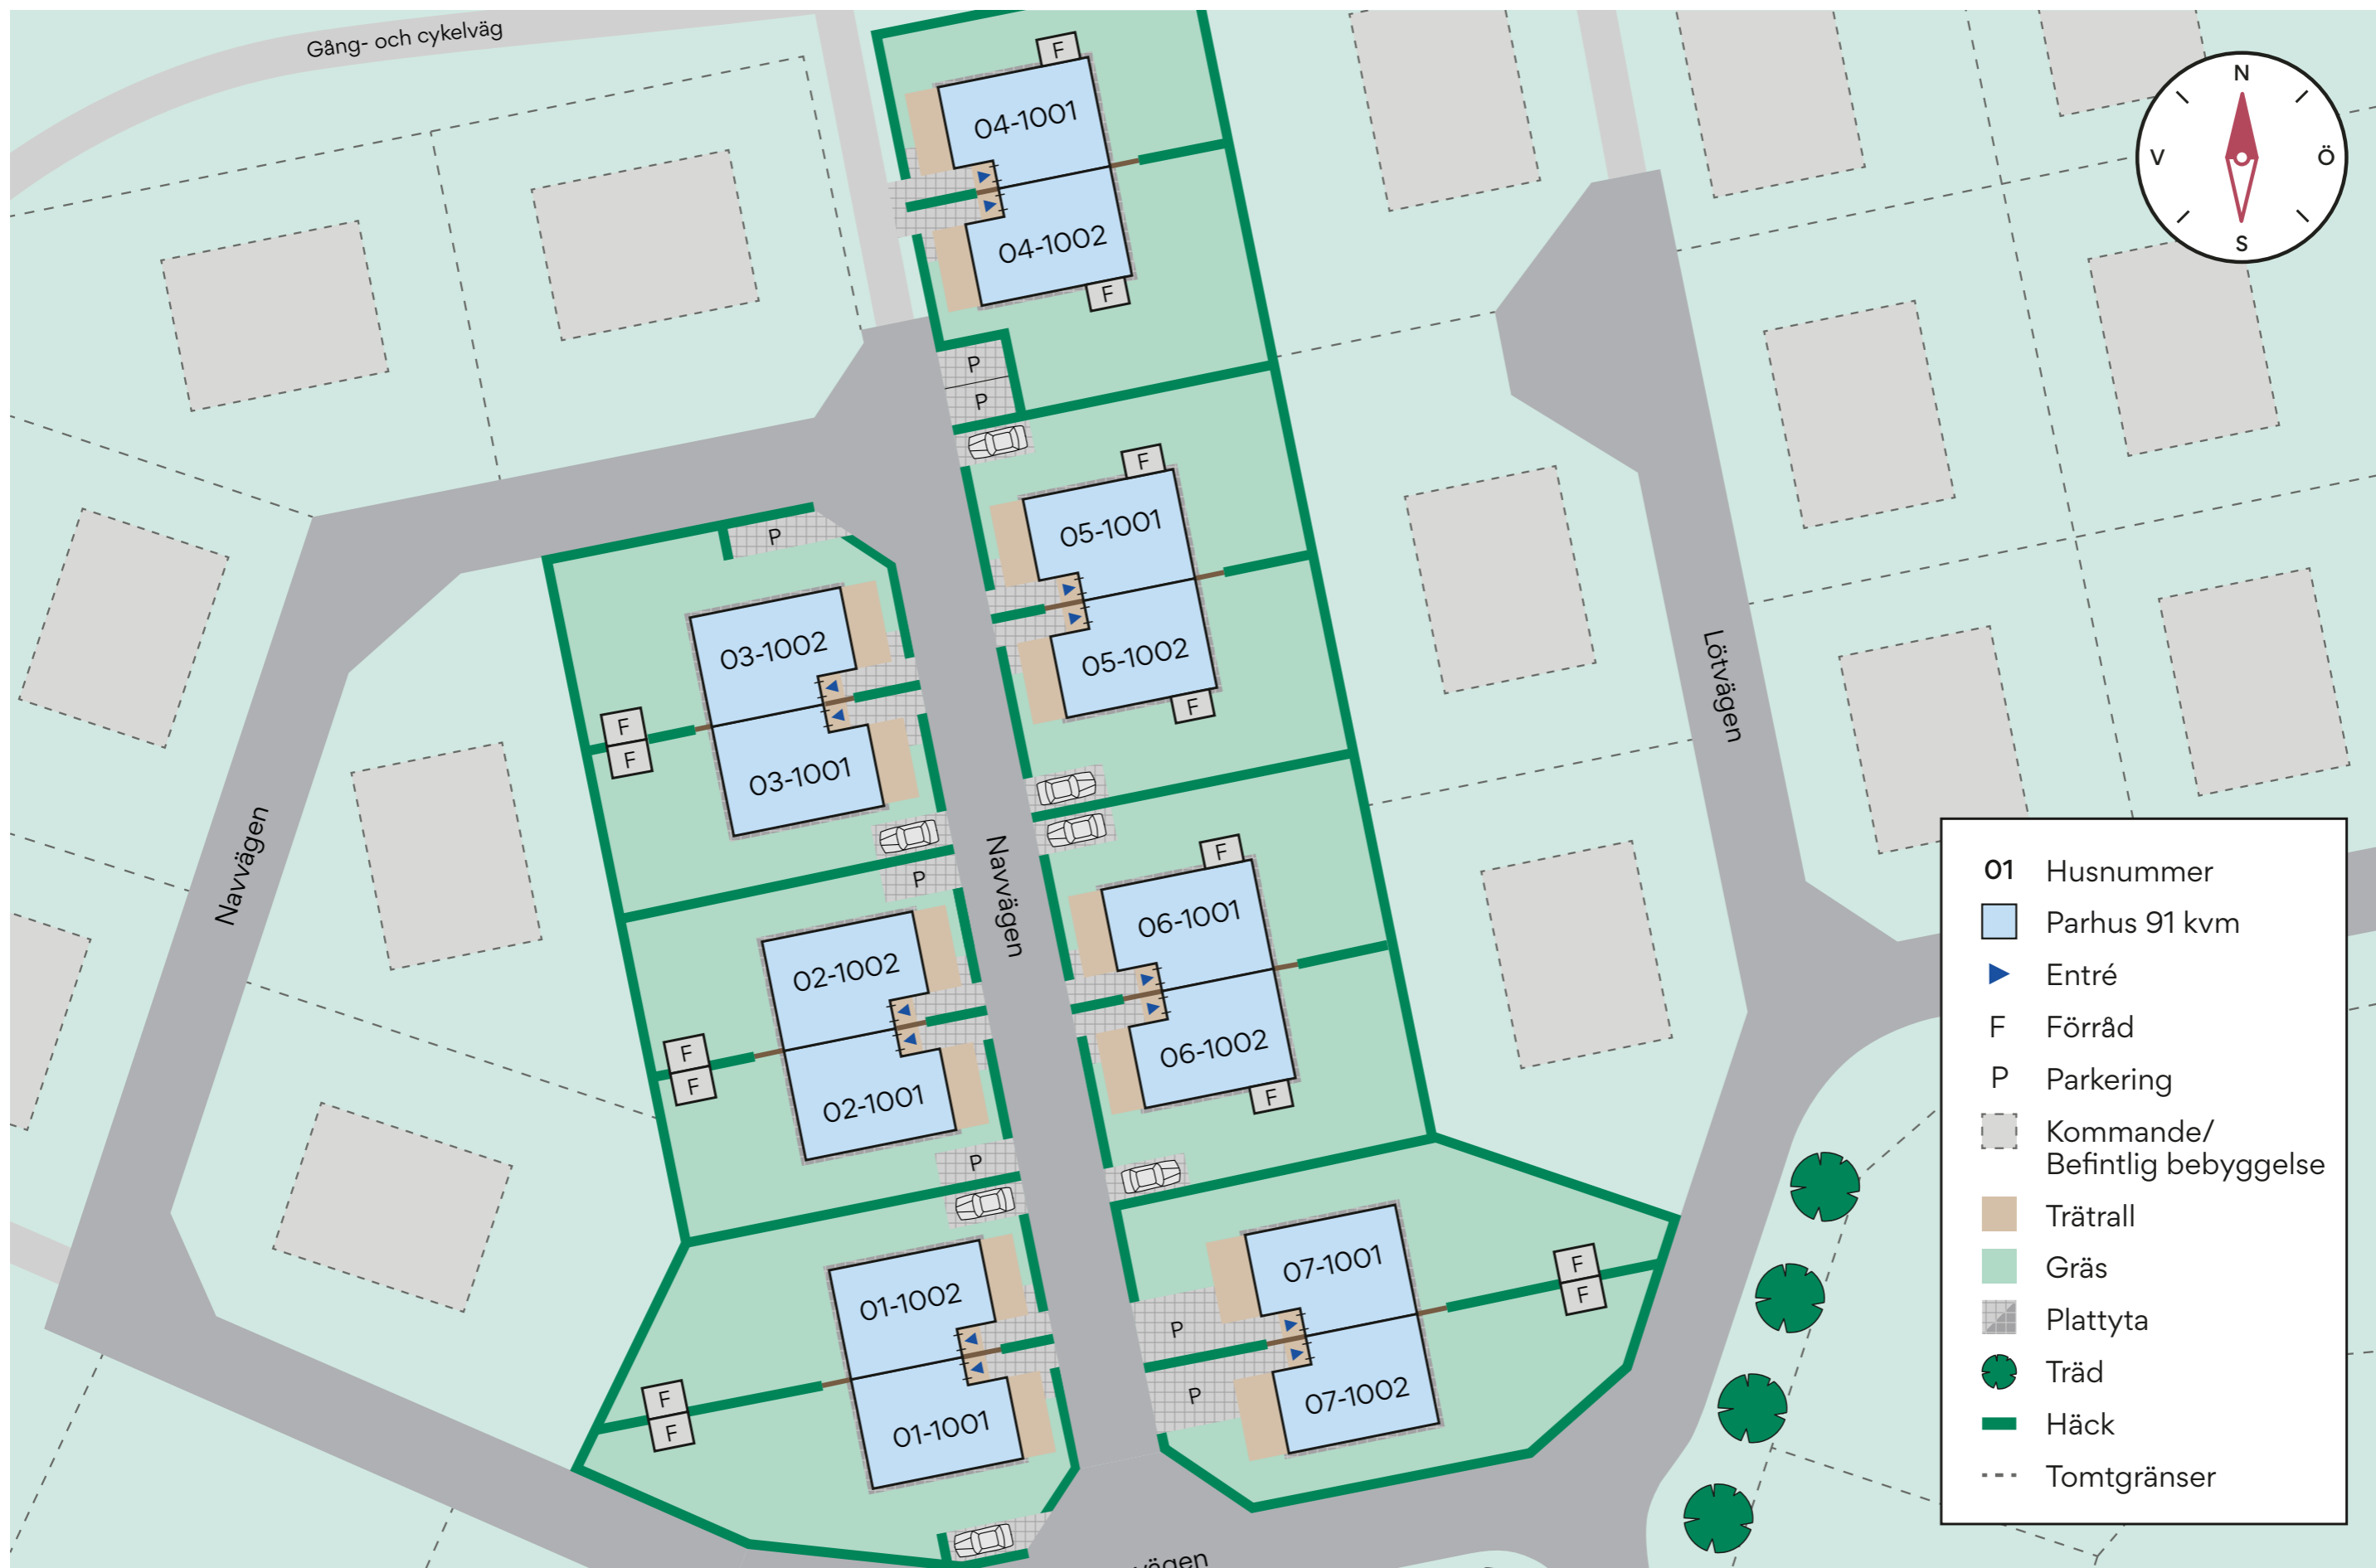 Gång- och cykelväg
F
04-1001
04-1002
F
P
P
N
V
Ö
S
F
05-1001
05-1002
F
P
03-1002
03-1001
F
F
Navvägen
Navvägen
Lötvägen
P
F
06-1001
06-1002
F
02-1002
02-1001
F
F
P
01-1002
01-1001
F
F
07-1001
07-1002
P
P
F
F
01 Husnummer
Parhus 91 kvm
Entré
F Förråd
P Parkering
Kommande/
Befintlig bebyggelse
Trätrall
Gräs
Plattyta
Träd
Häck
Tomtgränser
vägen